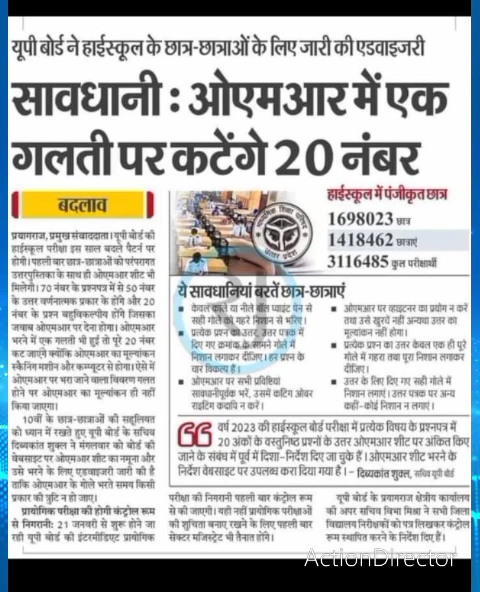 यूपी बोर्ड ने हाईस्कूल के छात्र-छात्राओं के लिए जारी की एडवाइजरी
सावधानी : ओएमआर में एक
गलती पर कटेंगे 20 नंबर
बदलाव
प्रयागराज, प्रमुख संवाददाता। यूपी बोर्ड की
हाईस्कूल परीक्षा इस साल बदले पैटर्न पर
होगी। पहली बार छात्र-छात्राओं को परंपरागत
उत्तरपुस्तिका के साथ ही ओएमआर शीट भी
मिलेगी। 70 नंबर के प्रश्नपत्र में से 50 नंबर
के उत्तर वर्णनात्मक प्रकार के होंगे और 20
नंबर के प्रश्न बहुविकल्पीय होंगे जिसका
जवाब ओएमआर पर देना होगा। ओएमआर
भरने में एक गलती भी हुई तो पूरे 20 नंबर
कट जाएंगे क्योंकि ओएमआर का मूल्यांकन
स्कैनिंग मशीन और कम्प्यूटर से होगा। ऐसे में
ओएमआर पर भरा जाने वाला विवरण गलत
होने पर ओएमआर का मूल्यांकन ही नहीं
किया जाएगा।
10वीं के छात्र-छात्राओं की सहूलियत
को ध्यान में रखते हुए यूपी बोर्ड के सचिव
दिब्यकांत शुक्ल ने मंगलवार को बोर्ड की
वेबसाइट पर ओएमआर शीट का नमूना और
उसे भरने के लिए एडवाइजरी जारी की है
ताकि ओएमआर के गोले भरते समय किसी
प्रकार की त्रुटि न हो जाए।
प्रायोगिक परीक्षा की होगी कंट्रोल रूम
से निगरानी: 21 जनवरी से शुरू होने जा
रही यूपी बोर्ड की इंटरमीडिएट प्रायोगिक
हाईस्कूल में पंजीकृत छात्र
1698023 छात्र
1418462 छात्राएं
3116485 कुल परीक्षार्थी
ये सावधानियां बरतें छात्र-छात्राएं
केवल काले या नीले बॉल प्वाइंट पेन से
सही गोले को गहरे निशान से भरिए।
प्रत्येक प्रश्न का उत्तर, उत्तर पत्रक में
दिए गए क्रमांक के सामने गोले में
निशान लगाकर दीजिए। हर प्रश्न के
चार विकल्प हैं।
ओएमआर पर सभी प्रविष्टियां
सावधनीपूर्वक भरें, उसमें कटिंग ओवर
राइटिंग कदापि न करें।
ओएमआर पर व्हाइटनर का प्रयोग न करें
तथा उसे खुरचें नहीं अन्यथा उत्तर का
मूल्यांकन नहीं होगा।
प्रत्येक प्रश्न का उत्तर केवल एक ही पूरे
गोले में गहरा तथा पूरा निशान लगाकर
दीजिए।
उत्तर के लिए दिए गए सही गोले में
निशान लगाएं। उत्तर पत्रक पर अन्य
कहीं-कोई निशान न लगाएं।
वर्ष 2023 की हाईस्कूल बोर्ड परीक्षा में प्रत्येक विषय के प्रश्नपत्र में
20 अंकों के वस्तुनिष्ठ प्रश्नों के उत्तर ओएमआर शीट पर अंकित किए
जाने के संबंध में पूर्व में दिशा-निर्देश दिए जा चुके हैं। ओएमआर शीट भरने के
निर्देश वेबसाइट पर उपलब्ध करा दिया गया है। – दिब्यकांत शुक्ल, सचिव यूपी बोर्ड
परीक्षा की निगरानी पहली बार कंट्रोल रूम
से की जाएगी। यही नहीं प्रायोगिक परीक्षाओं
की शुचिता बनाए रखने के लिए पहली बार
सेक्टर मजिस्ट्रेट भी तैनात होंगे।
यूपी बोर्ड के प्रयागराज क्षेत्रीय कार्यालय
की अपर सचिव विभा मिश्रा ने सभी जिला
विद्यालय निरीक्षकों को पत्र लिखकर कंट्रोल
रूम स्थापित करने के निर्देश दिए हैं।
ActionDirector